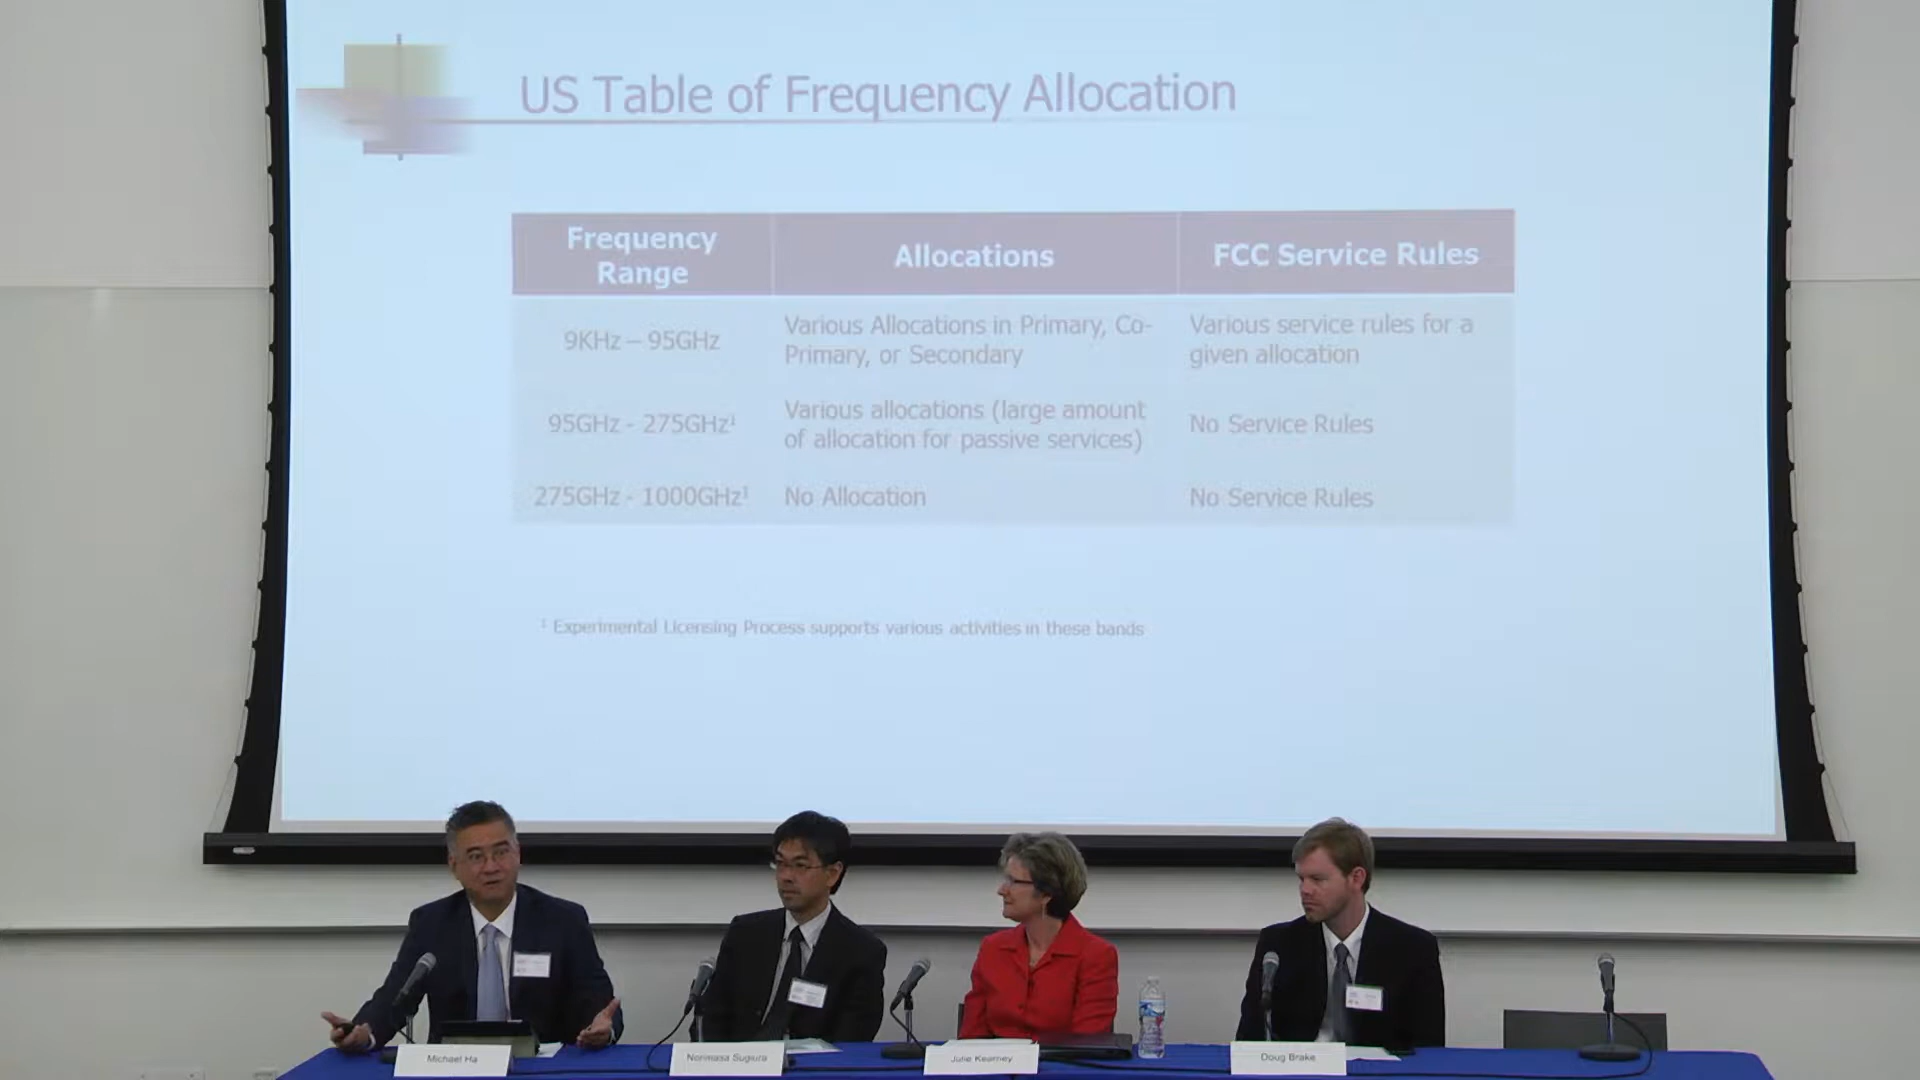 US Table of Frequency Allocation
Frequency
Range
Allocations
FCC Service Rules
9KHz – 95GHz
Various Allocations in Primary, Co-
Primary, or Secondary
Various service rules for a
given allocation
95GHz - 275GHz¹
Various allocations (large amount
of allocation for passive services)
No Service Rules
275GHz - 1000GHz¹
No Allocation
No Service Rules
¹ Experimental Licensing Process supports various activities in these bands
Michael Ha
Norimasa Sugiura
Julie Kearney
Doug Brake